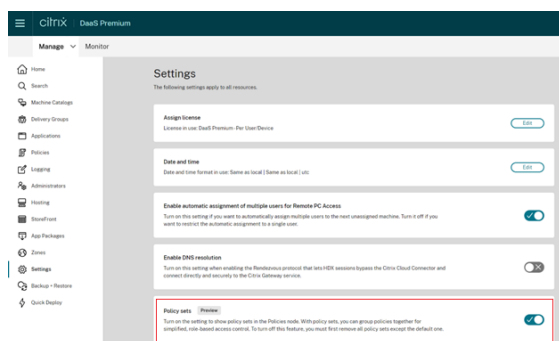 citrix DaaS Premium
Manage Monitor
Home
Search
Machine Catalogs
Delivery Groups
Applications
Policies
Logging
Administrators
Hosting
StoreFront
App Packages
Zones
Settings
Backup + Restore
Quick Deploy
Settings
The following settings apply to all resources.
Assign license
License in use: DaaS Premium - Per User/Device
Edit
Date and time
Date and time format in use: Same as local | Same as local | utc
Edit
Enable automatic assignment of multiple users for Remote PC Access
Turn on this setting if you want to automatically assign multiple users to the next unassigned machine. Turn it off if you
want to restrict the automatic assignment to a single user.
Enable DNS resolution
Turn on this setting when enabling the Rendezvous protocol that lets HDX sessions bypass the Citrix Cloud Connector and
connect directly and securely to the Citrix Gateway service.
Policy sets Preview
Turn on the setting to show policy sets in the Policies node. With policy sets, you can group policies together for
simplified, role-based access control. To turn off this feature, you must first remove all policy sets except the default one.